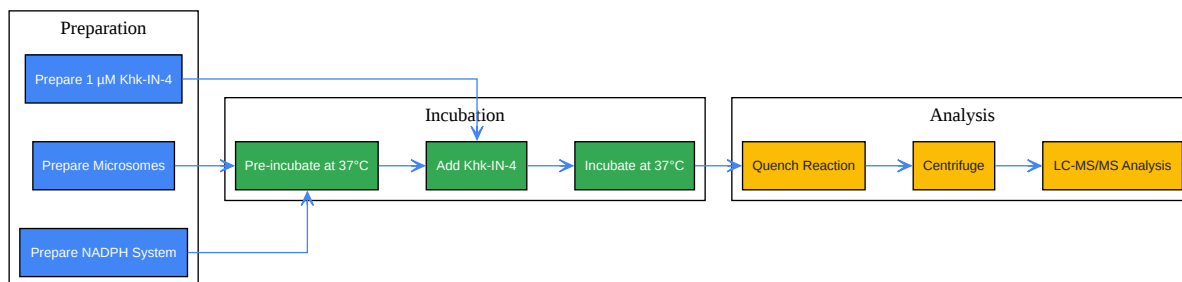 Preparation
Prepare 1 µM Khk-IN-4
Prepare Microsomes
Prepare NADPH System
Incubation
Pre-incubate at 37°C
Add Khk-IN-4
Incubate at 37°C
Analysis
Quench Reaction
Centrifuge
LC-MS/MS Analysis